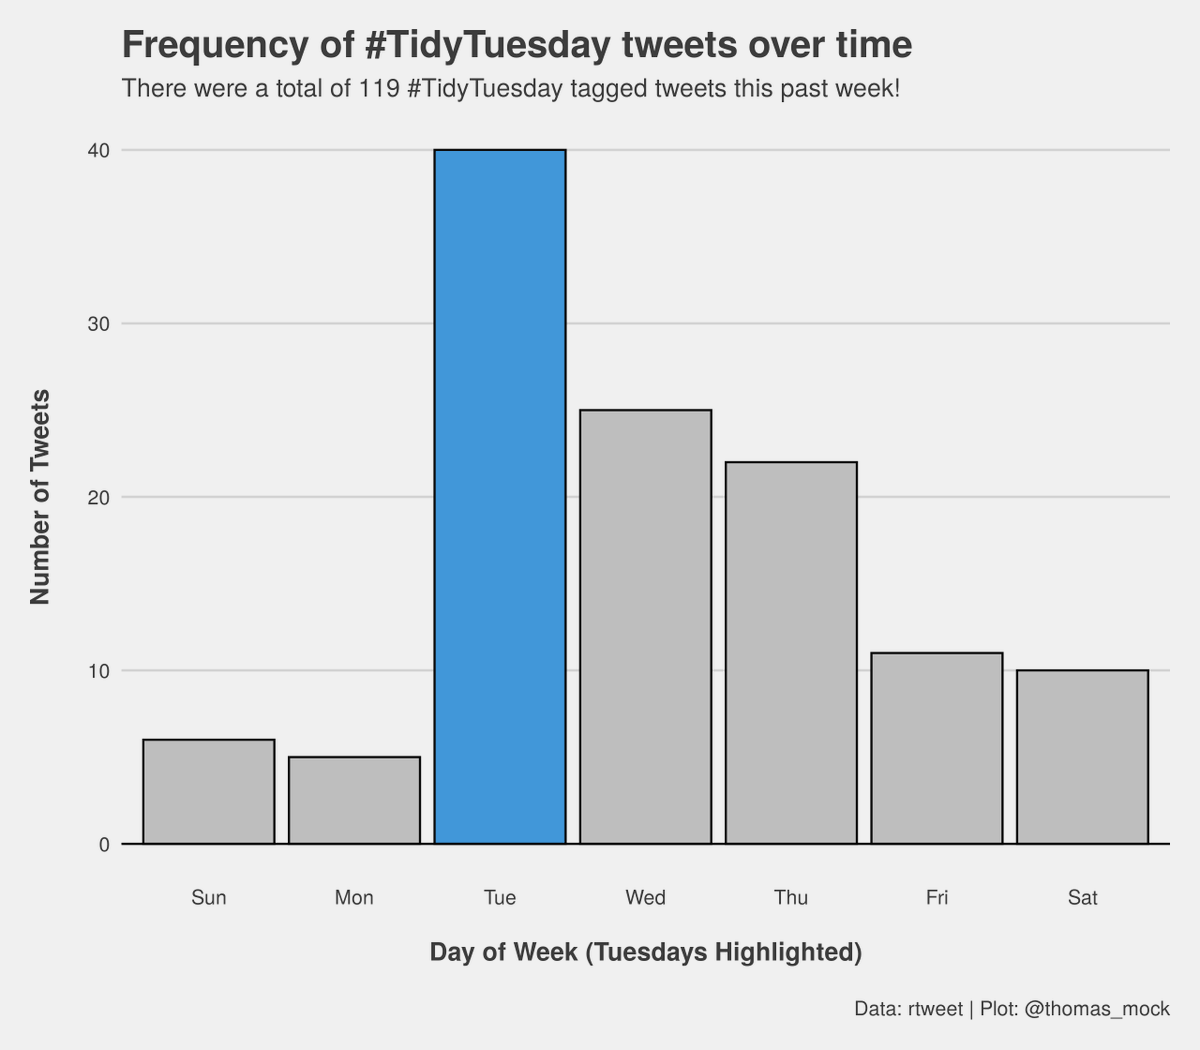 Frequency of #TidyTuesday tweets over time
There were a total of 119 #TidyTuesday tagged tweets this past week!
Number of Tweets
40
30
20
10
0
Sun Mon Tue Wed Thu Fri Sat
Day of Week (Tuesdays Highlighted)
Data: rtweet | Plot: @thomas_mock